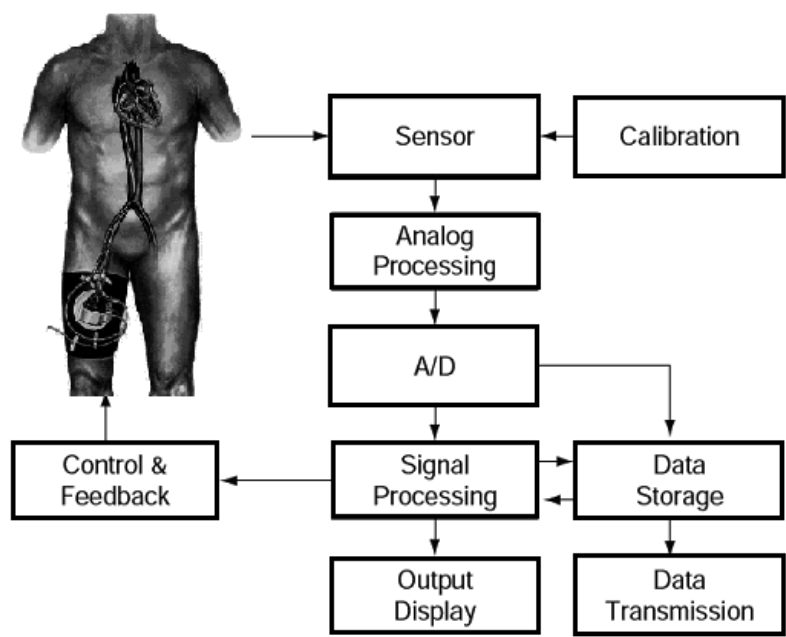 Sensor
Calibration
Analog
Processing
A/D
Control &
Feedback
Signal
Processing
Data
Storage
Output
Display
Data
Transmission